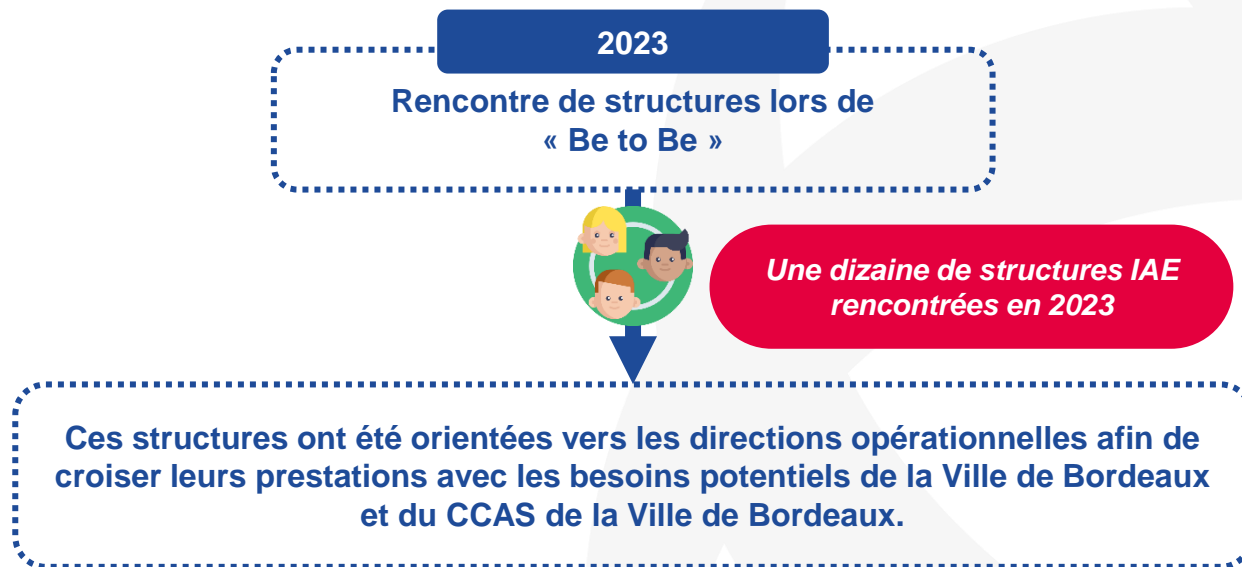 2023
Rencontre de structures lors de
« Be to Be »
Une dizaine de structures IAE
rencontrées en 2023
Ces structures ont été orientées vers les directions opérationnelles afin de
croiser leurs prestations avec les besoins potentiels de la Ville de Bordeaux
et du CCAS de la Ville de Bordeaux.